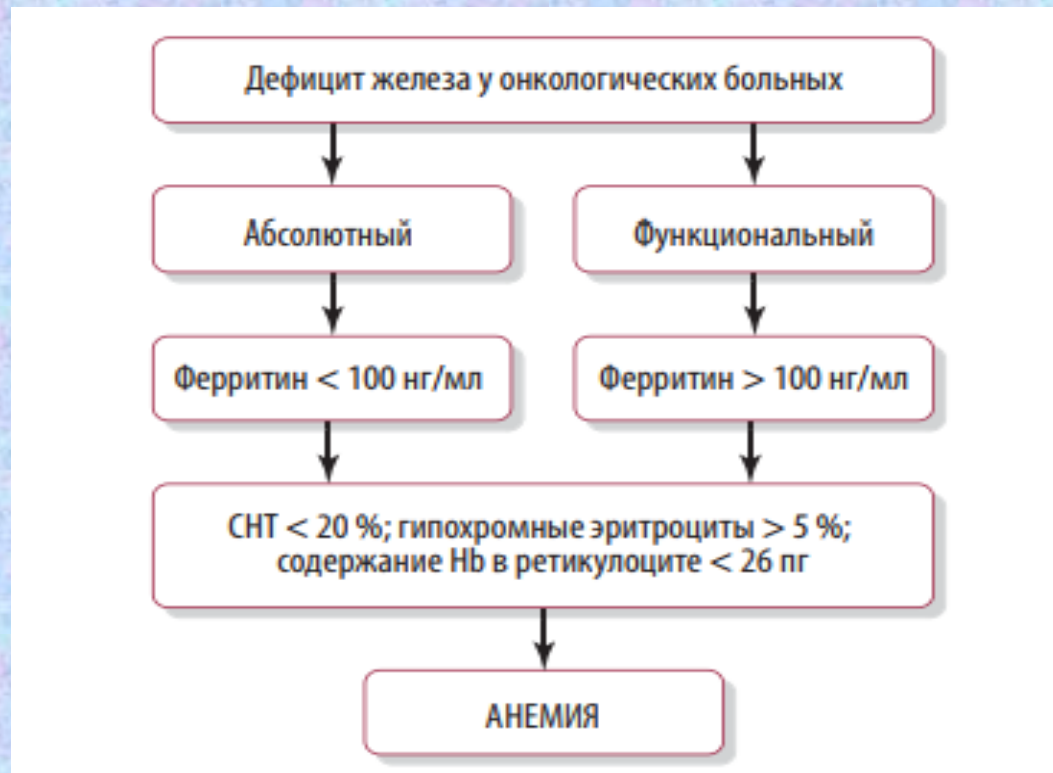 Дефицит железа у онкологических больных
Абсолютный
Функциональный
Ферритин < 100 нг/мл
Ферритин > 100 нг/мл
СНТ < 20 %; гипохромные эритроциты > 5 %;
содержание Hb в ретикулоците < 26 пг
АНЕМИЯ